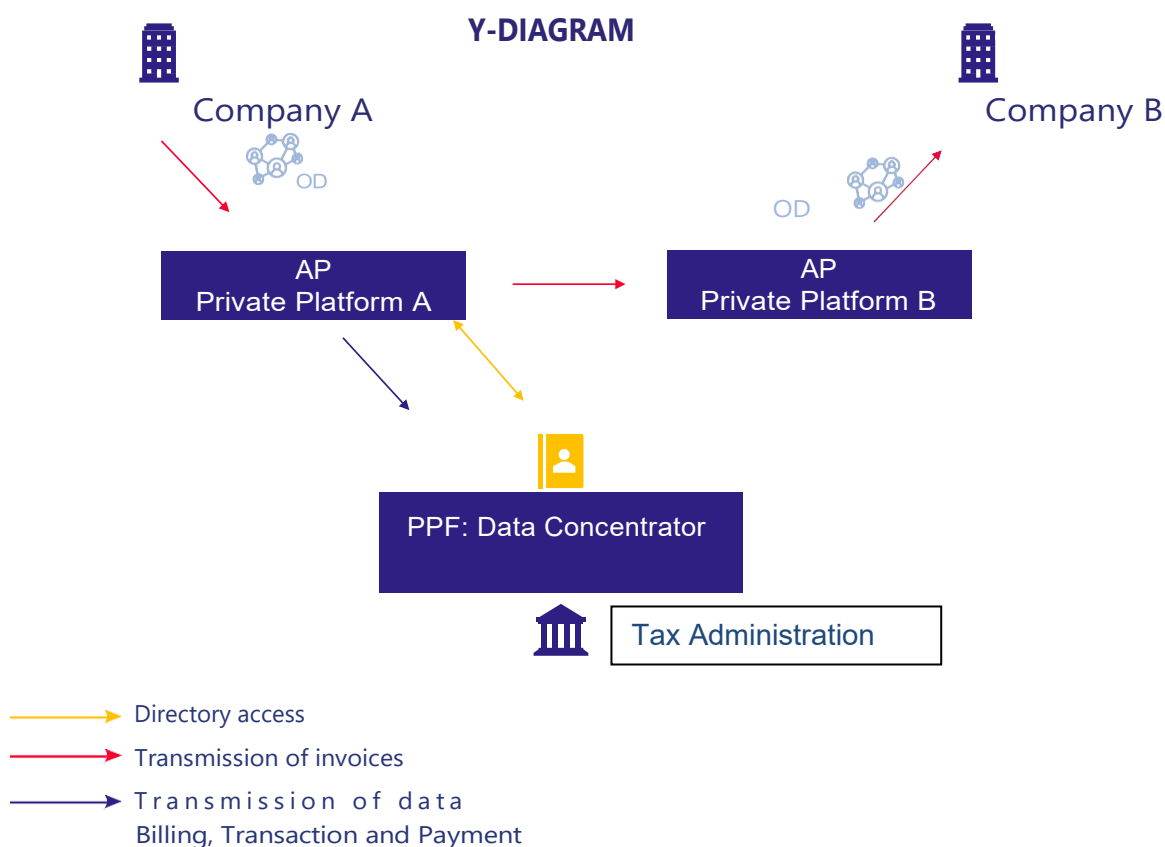 Y-DIAGRAM
Company A
Company B
OD
OD
AP
Private Platform A
AP
Private Platform B
PPF: Data Concentrator
Tax Administration
Directory access
Transmission of invoices
Transmission of data
Billing, Transaction and Payment